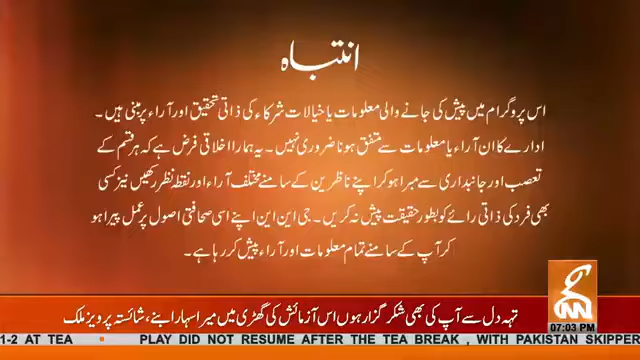 انتباہ
اس پروگرام میں پیش کی جانے والی معلومات یا خیالات شرکاء کی ذاتی تحقیق اور آراء پر مبنی ہیں ۔
ادارے کا ان آراء یا معلومات سے متفق ہونا ضروری نہیں ۔ یہ ہمارا اخلاقی فرض ہے کہ ہر قسم کے
تعصب اور جانبداری سے مبرا ہو کر اپنے ناظرین کے سامنے مختلف آراء اور نقطہ نظر رکھیں نیز کسی
بھی فرد کی ذاتی رائے کو بطور حقیقت پیش نہ کریں ۔ جی این این اپنے اسی صحافتی اصول پر عمل پیرا ہو
کر آپ کے سامنے تمام معلومات اور آراء پیش کر رہا ہے ۔
GNN
07:03 PM
تہہ دل سے آپ کی بھی شکر گزار ہوں اس آزمائش کی گھڑی میں میرا سہارا بنے، شائستہ پرویز ملک
1-2 AT TEA ▪ PLAY DID NOT RESUME AFTER THE TEA BREAK , WITH PAKISTAN SKIPPER